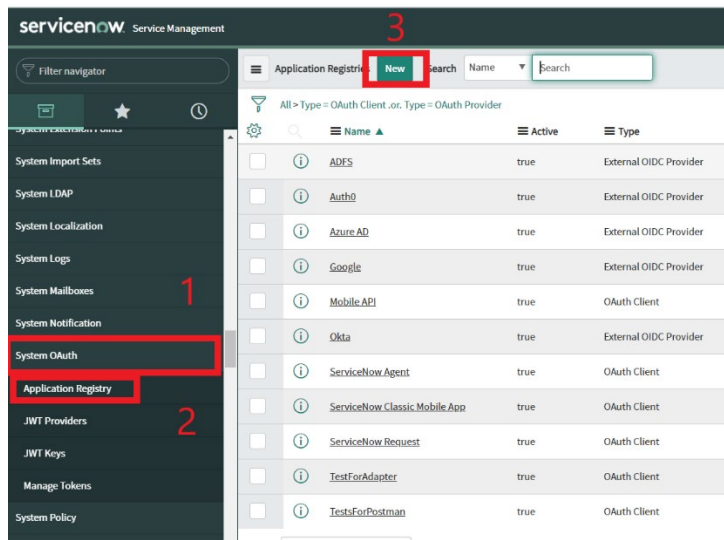 servicenow Service Management
3
Filter navigator
Application Registri New Search Name Search
All > Type = OAuth Client .or. Type = OAuth Provider
System Extension Points
Name Active Type
System Import Sets
System LDAP
System Localization
System Logs
System Mailboxes
1
System Notification
System OAuth
Application Registry
2
JWT Providers
JWT Keys
Manage Tokens
System Policy
ADFS true External OIDC Provider
Auth0 true External OIDC Provider
Azure AD true External OIDC Provider
Google true External OIDC Provider
Mobile API true OAuth Client
Okta true External OIDC Provider
ServiceNow Agent true OAuth Client
ServiceNow Classic Mobile App true OAuth Client
ServiceNow Request true OAuth Client
TestForAdapter true OAuth Client
TestsForPostman true OAuth Client